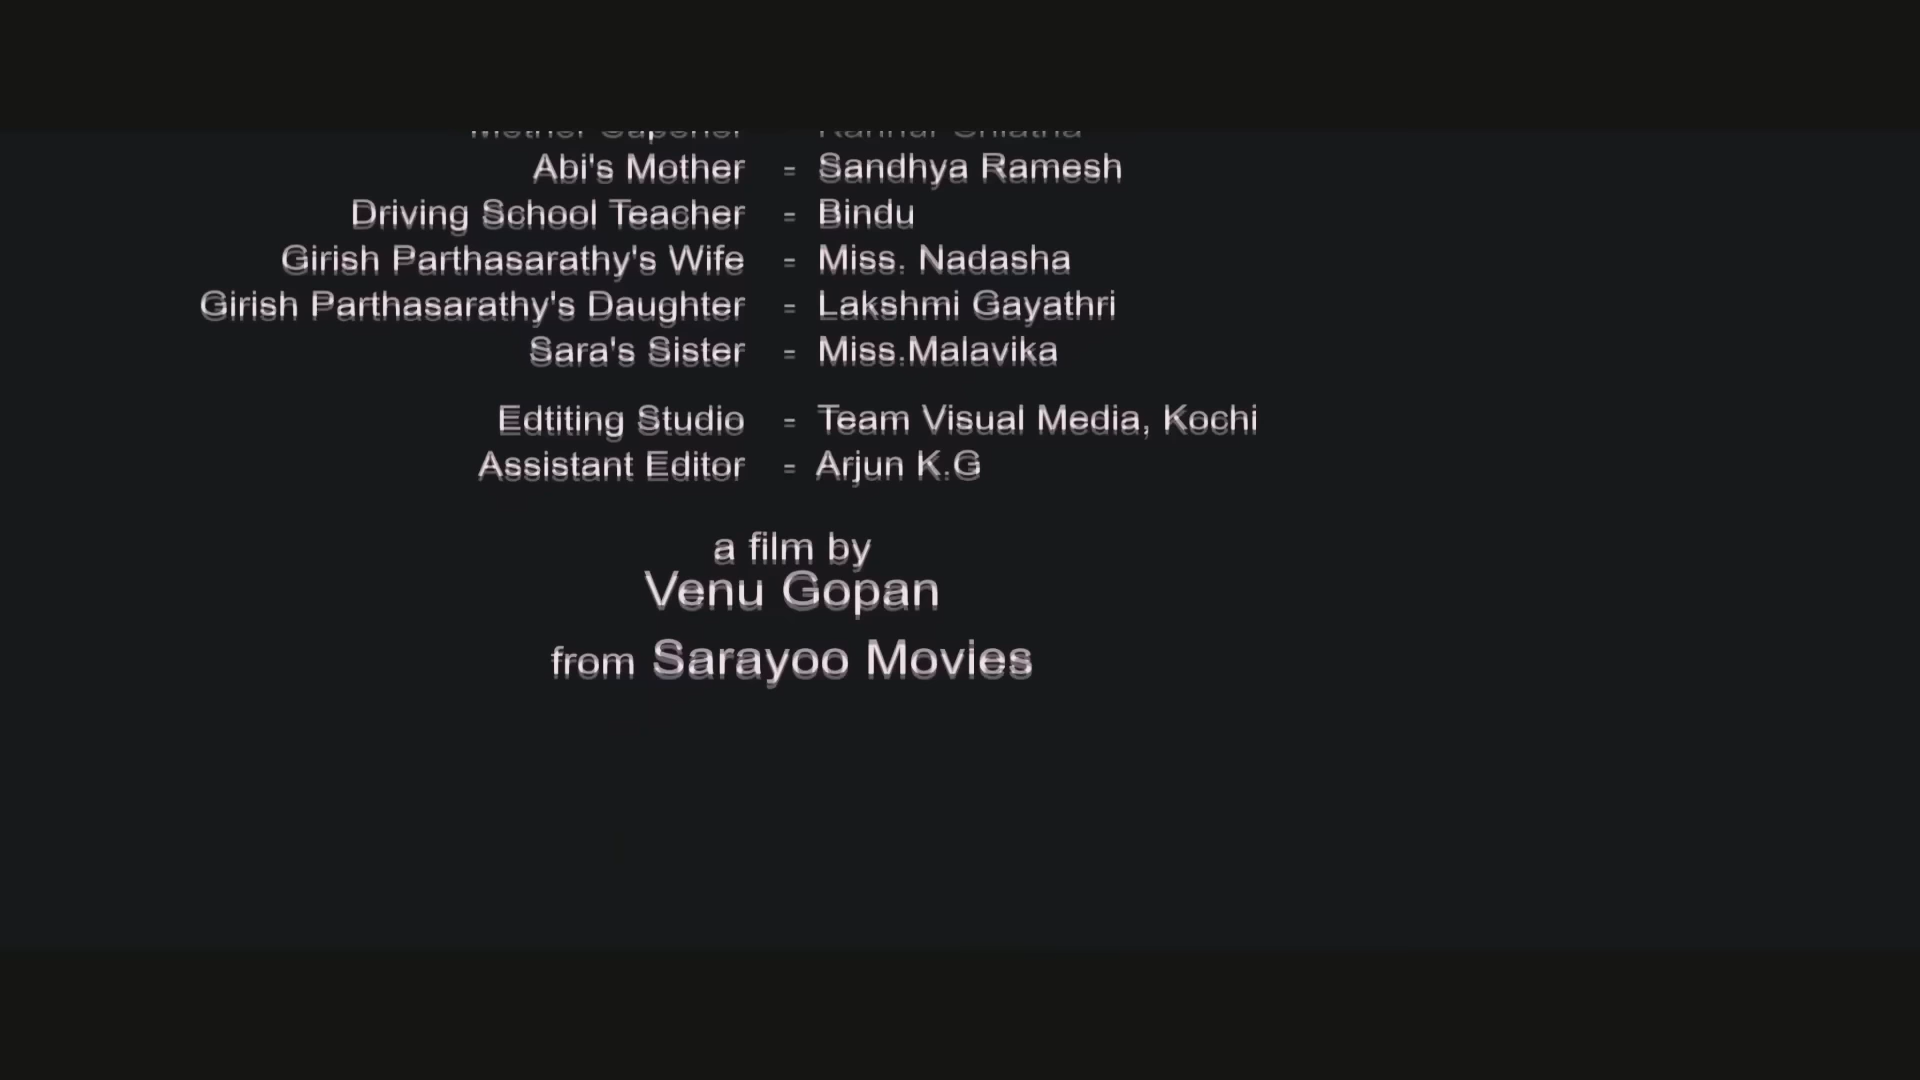 Mother Superior
Abi's Mother - Sandhya Ramesh
Driving School Teacher - Bindu
Girish Parthasarathy's Wife - Miss. Nadasha
Girish Parthasarathy's Daughter - Lakshmi Gayathri
Sara's Sister - Miss.Malavika
Edtiting Studio - Team Visual Media, Kochi
Assistant Editor - Arjun K.G
a film by
Venu Gopan
from Sarayoo Movies